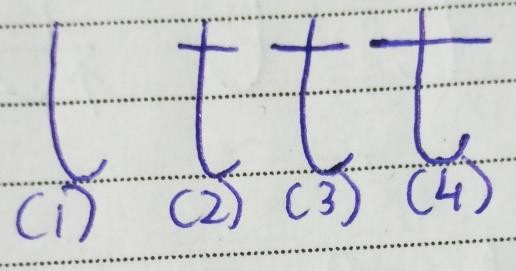 l t t t
(1) (2) (3) (4)